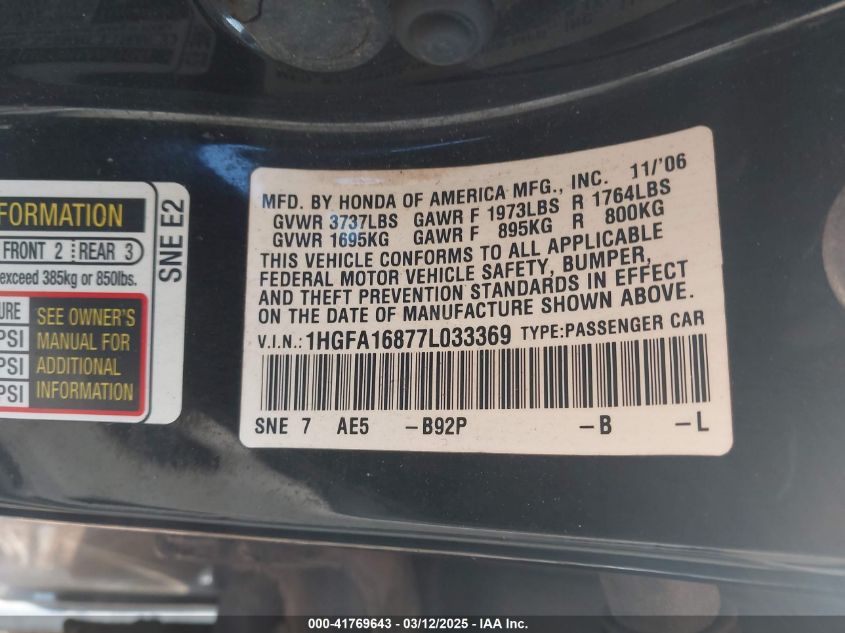 FORMATION
FRONT 2 REAR 3
exceed 385kg or 850lbs.
URE
PSI
PSI
PSI
SEE OWNER'S
MANUAL FOR
ADDITIONAL
INFORMATION
SNE E2
MFD. BY HONDA OF AMERICA MFG., INC. 11/'06
GVWR 3737LBS GAWR F 1973LBS R 1764LBS
GVWR 1695KG GAWR F 895KG R 800KG
THIS VEHICLE CONFORMS TO ALL APPLICABLE
FEDERAL MOTOR VEHICLE SAFETY, BUMPER,
AND THEFT PREVENTION STANDARDS IN EFFECT
ON THE DATE OF MANUFACTURE SHOWN ABOVE.
V.I.N.: 1HGFA16877L033369 TYPE:PASSENGER CAR
SNE 7 AE5 -B92P -B -L
000-41769643 - 03/12/2025 - IAA Inc.